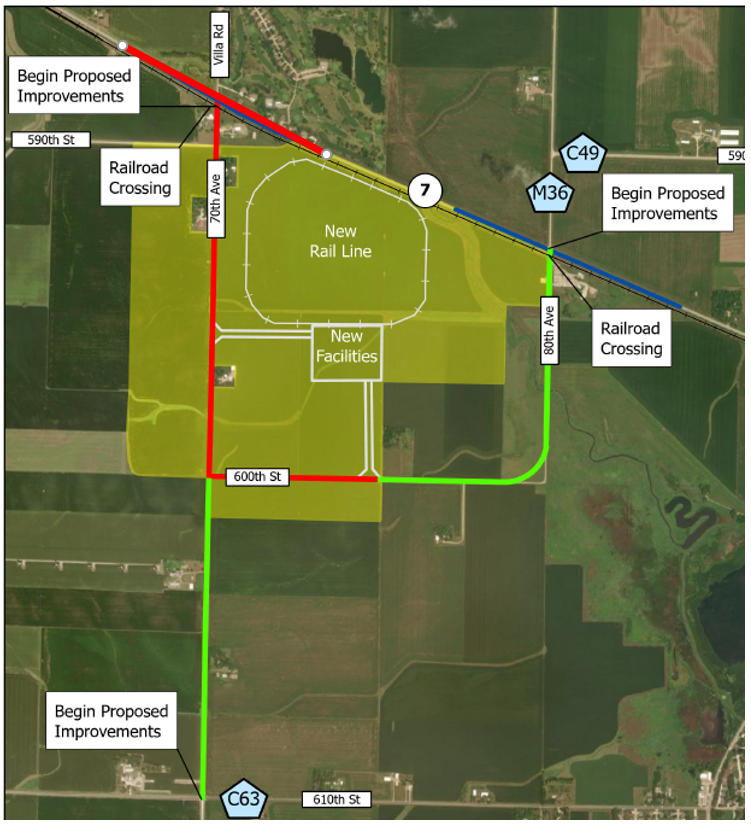 Villa Rd
Begin Proposed
Improvements
590th St
Railroad
Crossing
70th Ave
7
C49
590
M36
Begin Proposed
Improvements
New
Rail Line
80th Ave
Railroad
Crossing
New
Facilities
600th St
Begin Proposed
Improvements
C63
610th St